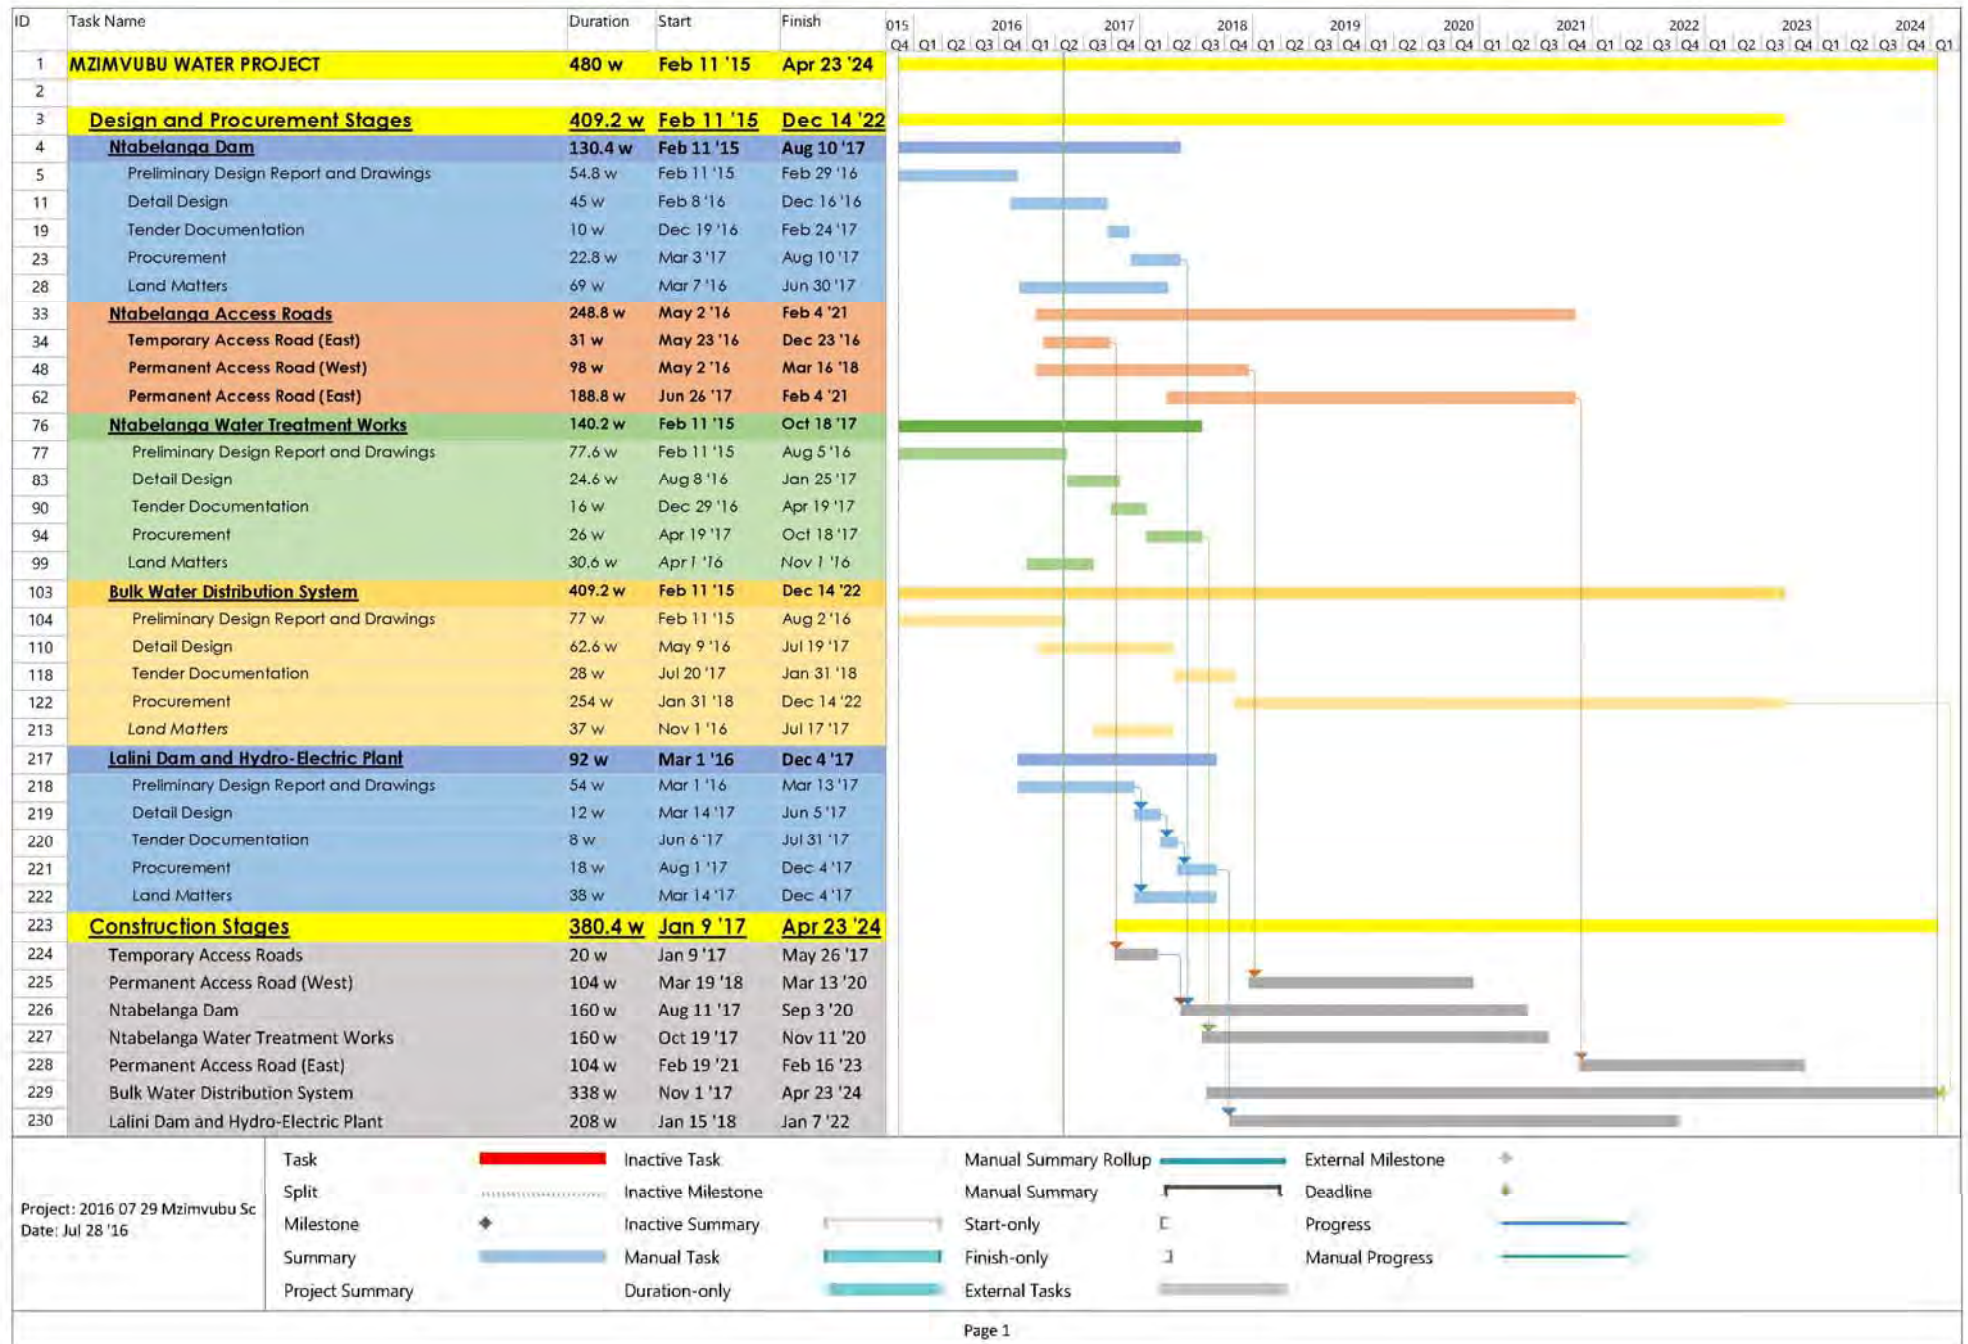 ID Task Name Duration Start Finish 015 2016 2017 2018 2019 2020 2021 2022 2023 2024
Q4 Q1 Q2 Q3 Q4 Q1 Q2 Q3 Q4 Q1 Q2 Q3 Q4 Q1 Q2 Q3 Q4 Q1 Q2 Q3 Q4 Q1 Q2 Q3 Q4 Q1 Q2 Q3 Q4 Q1 Q2 Q3 Q4 Q1 Q2 Q3 Q4 Q1
1 MZIMVUBU WATER PROJECT 480 w Feb 11 '15 Apr 23 '24
2
3 Design and Procurement Stages 409.2 w Feb 11 '15 Dec 14 '22
4 Ntabelanga Dam 130.4 w Feb 11 '15 Aug 10 '17
5 Preliminary Design Report and Drawings 54.8 w Feb 11 '15 Feb 29 '16
11 Detail Design 45 w Feb 8 '16 Dec 16 '16
19 Tender Documentation 10 w Dec 19 '16 Feb 24 '17
23 Procurement 22.8 w Mar 3 '17 Aug 10 '17
28 Land Matters 69 w Mar 7 '16 Jun 30 '17
33 Ntabelanga Access Roads 248.8 w May 2 '16 Feb 4 '21
34 Temporary Access Road (East) 31 w May 23 '16 Dec 23 '16
48 Permanent Access Road (West) 98 w May 2 '16 Mar 16 '18
62 Permanent Access Road (East) 188.8 w Jun 26 '17 Feb 4 '21
76 Ntabelanga Water Treatment Works 140.2 w Feb 11 '15 Oct 18 '17
77 Preliminary Design Report and Drawings 77.6 w Feb 11 '15 Aug 5 '16
83 Detail Design 24.6 w Aug 8 '16 Jan 25 '17
90 Tender Documentation 16 w Dec 29 '16 Apr 19 '17
94 Procurement 26 w Apr 19 '17 Oct 18 '17
99 Land Matters 30.6 w Apr 1 '16 Nov 1 '16
103 Bulk Water Distribution System 409.2 w Feb 11 '15 Dec 14 '22
104 Preliminary Design Report and Drawings 77 w Feb 11 '15 Aug 2 '16
110 Detail Design 62.6 w May 9 '16 Jul 19 '17
118 Tender Documentation 28 w Jul 20 '17 Jan 31 '18
122 Procurement 254 w Jan 31 '18 Dec 14 '22
213 Land Matters 37 w Nov 1 '16 Jul 17 '17
217 Lalini Dam and Hydro-Electric Plant 92 w Mar 1 '16 Dec 4 '17
218 Preliminary Design Report and Drawings 54 w Mar 1 '16 Mar 13 '17
219 Detail Design 12 w Mar 14 '17 Jun 5 '17
220 Tender Documentation 8 w Jun 6 '17 Jul 31 '17
221 Procurement 18 w Aug 1 '17 Dec 4 '17
222 Land Matters 38 w Mar 14 '17 Dec 4 '17
223 Construction Stages 380.4 w Jan 9 '17 Apr 23 '24
224 Temporary Access Roads 20 w Jan 9 '17 May 26 '17
225 Permanent Access Road (West) 104 w Mar 19 '18 Mar 13 '20
226 Ntabelanga Dam 160 w Aug 11 '17 Sep 3 '20
227 Ntabelanga Water Treatment Works 160 w Oct 19 '17 Nov 11 '20
228 Permanent Access Road (East) 104 w Feb 19 '21 Feb 16 '23
229 Bulk Water Distribution System 338 w Nov 1 '17 Apr 23 '24
230 Lalini Dam and Hydro-Electric Plant 208 w Jan 15 '18 Jan 7 '22
Project: 2016 07 29 Mzimvubu Sc
Date: Jul 28 '16
Task Inactive Task Manual Summary Rollup External Milestone
Split Inactive Milestone Manual Summary Deadline
Milestone Inactive Summary Start-only Progress
Summary Manual Task Finish-only Manual Progress
Project Summary Duration-only External Tasks
Page 1